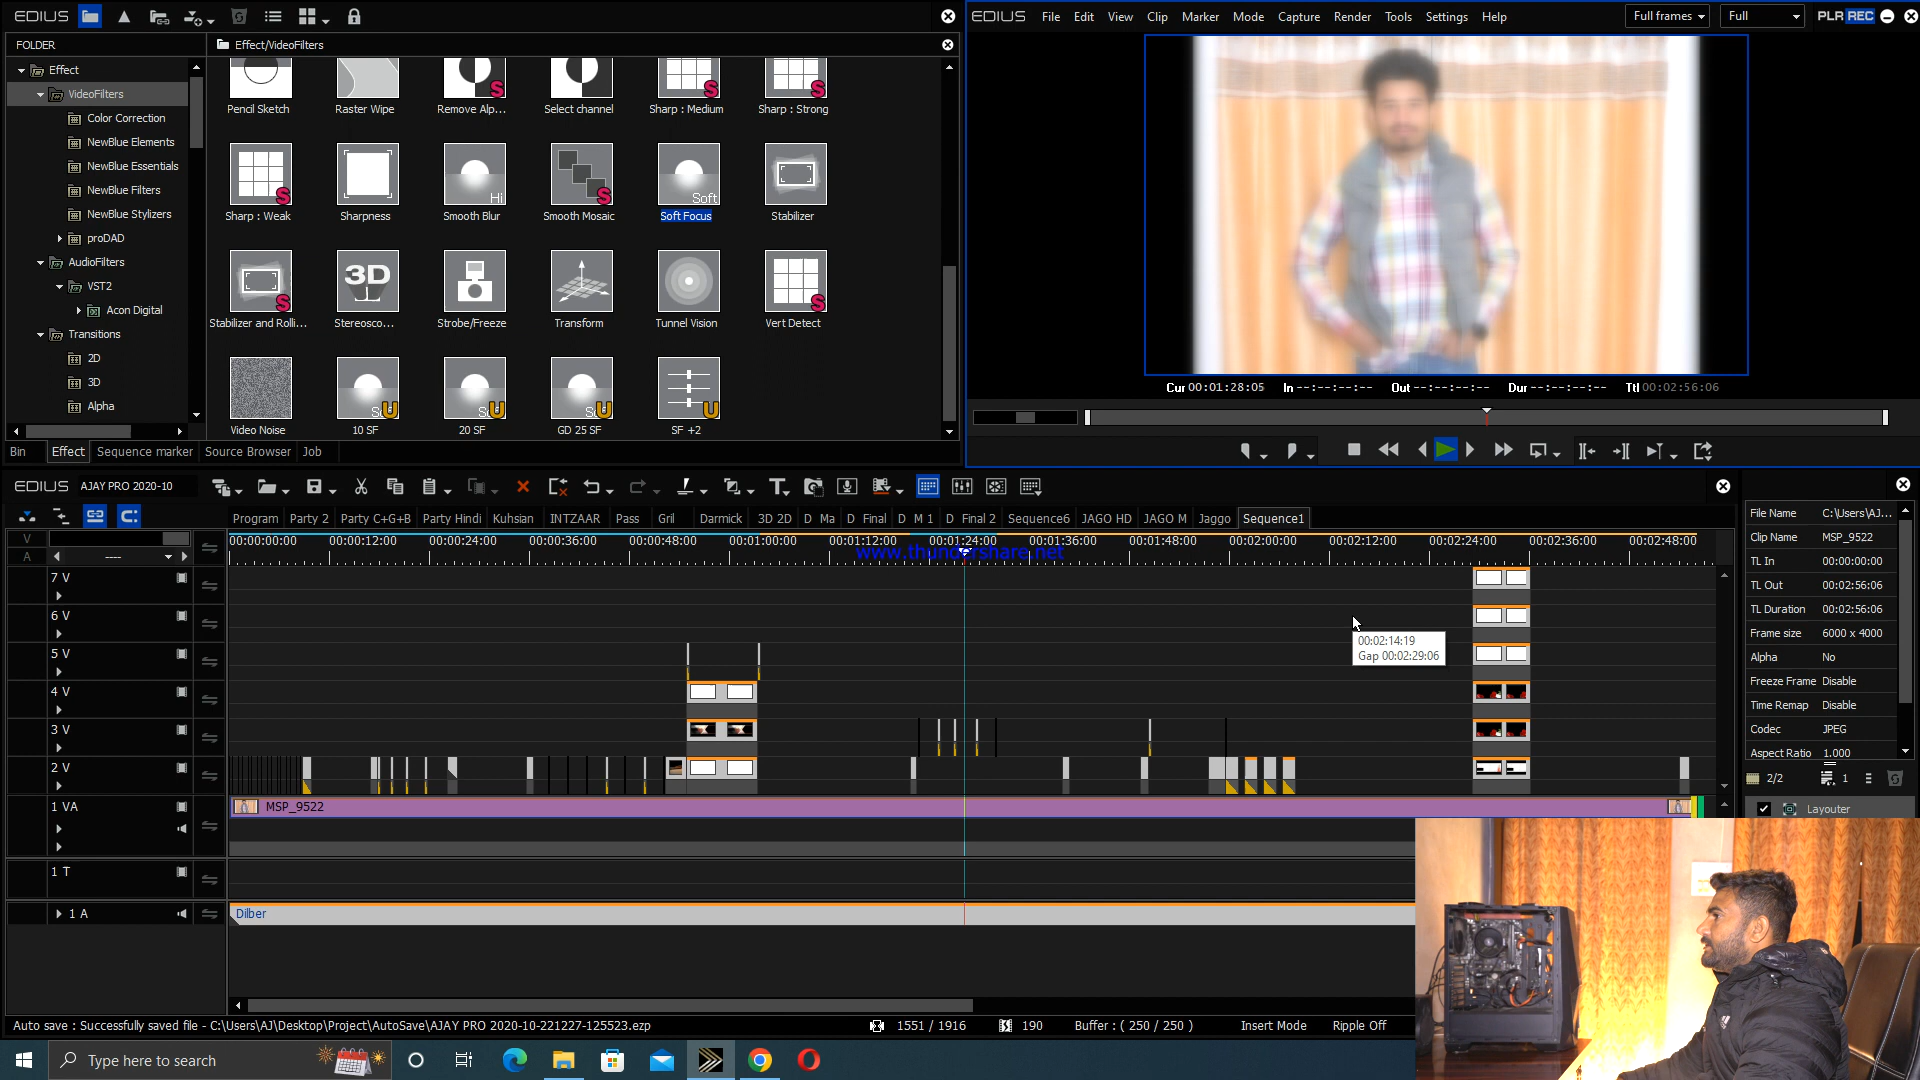 EDIUS
FOLDER
Effect
VideoFilters
Color Correction
NewBlue Elements
NewBlue Essentials
NewBlue Filters
NewBlue Stylizers
proDAD
AudioFilters
VST2
Acon Digital
Transitions
2D
3D
Alpha
Effect/VideoFilters
Pencil Sketch
Raster Wipe
Remove Alp...
Select channel
Sharp : Medium
Sharp : Strong
Sharp : Weak
Sharpness
Smooth Blur
Smooth Mosaic
Soft Focus
Stabilizer
Stabilizer and Rolli...
Stereosco...
Strobe/Freeze
Transform
Tunnel Vision
Vert Detect
Video Noise
10 SF
20 SF
GD 25 SF
SF +2
Bin Effect Sequence marker Source Browser Job
EDIUS File Edit View Clip Marker Mode Capture Render Tools Settings Help
Full frames Full PLR REC
Cur 00:01:28:05 In --:--:--:-- Out --:--:--:-- Dur --:--:--:-- Ttl 00:02:56:06
EDIUS AJAY PRO 2020-10
Program Party 2 Party C+G+B Party Hindi Kuhsian INTZAAR Pass Gril Darmick 3D 2D D Ma D Final D M 1 D Final 2 Sequence6 JAGO HD JAGO M Jaggo Sequence1
00:00:00:00 00:00:12:00 00:00:24:00 00:00:36:00 00:00:48:00 00:01:00:00 00:01:12:00 00:01:24:00 00:01:36:00 00:01:48:00 00:02:00:00 00:02:12:00 00:02:24:00 00:02:36:00 00:02:48:00
www.thundershare.net
V
A ----
7 V
6 V
5 V
4 V
3 V
2 V
1 VA
MSP_9522
1 T
1 A
Dilber
00:02:14:19
Gap 00:02:29:06
File Name C:\Users\AJ...
Clip Name MSP_9522
TL In 00:00:00:00
TL Out 00:02:56:06
TL Duration 00:02:56:06
Frame size 6000 x 4000
Alpha No
Freeze Frame Disable
Time Remap Disable
Codec JPEG
Aspect Ratio 1.000
2/2 1
Layouter
Auto save : Successfully saved file - C:\Users\AJ\Desktop\Project\AutoSave\AJAY PRO 2020-10-221227-125523.ezp
1551 / 1916 190 Buffer : ( 250 / 250 ) Insert Mode Ripple Off
Type here to search